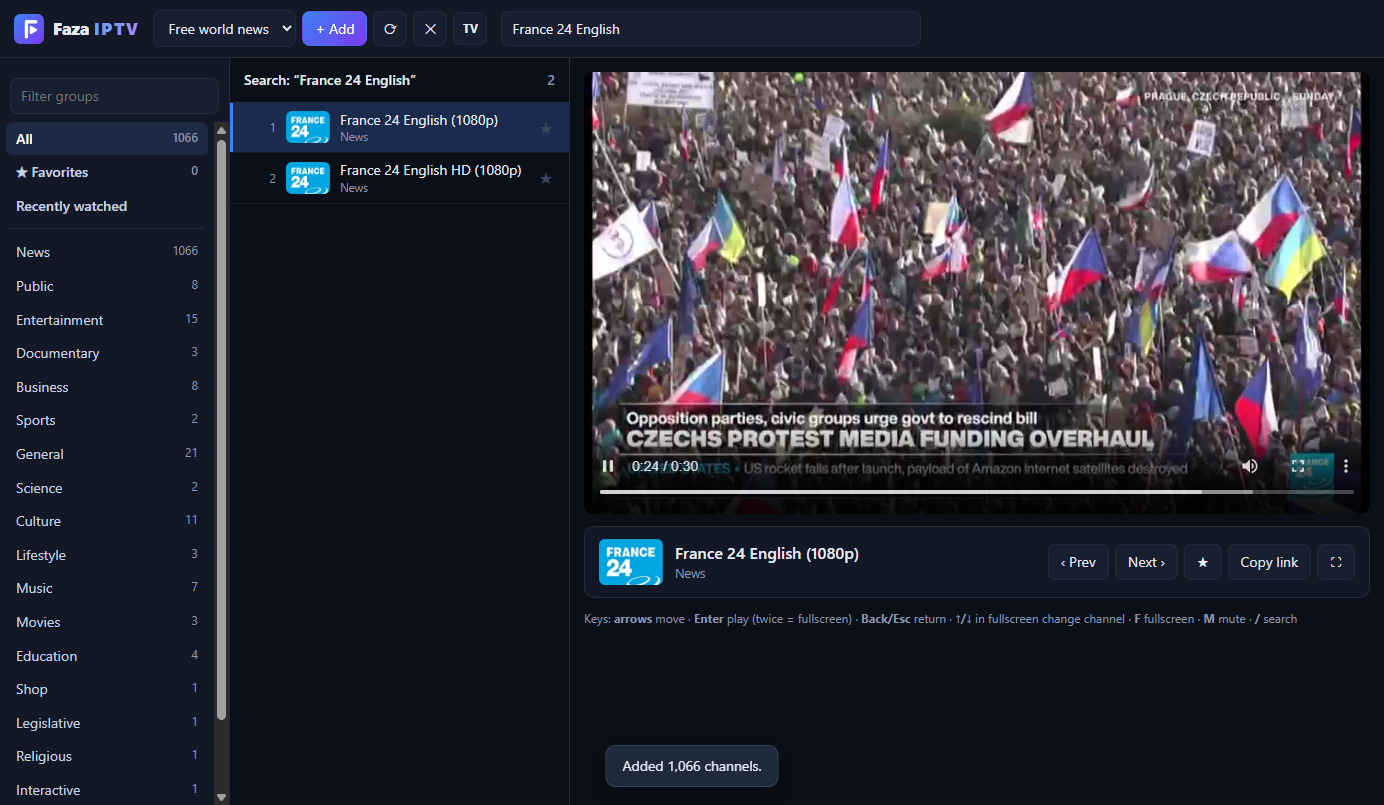 Faza IPTV
Free world news
+ Add
TV
France 24 English
Filter groups
All 1066
★ Favorites 0
Recently watched
News 1066
Public 8
Entertainment 15
Documentary 3
Business 8
Sports 2
General 21
Science 2
Culture 11
Lifestyle 3
Music 7
Movies 3
Education 4
Shop 1
Legislative 1
Religious 1
Interactive 1
Search: “France 24 English” 2
1 FRANCE 24 France 24 English (1080p)
News
2 FRANCE 24 France 24 English HD (1080p)
News
PRAGUE, CZECH REPUBLIC SUNDAY
Opposition parties, civic groups urge govt to rescind bill
CZECHS PROTEST MEDIA FUNDING OVERHAUL
0:24 / 0:30
US rocket fails after launch, payload of Amazon internet satellites destroyed
FRANCE 24
France 24 English (1080p)
News
‹ Prev
Next ›
★
Copy link
Keys: arrows move · Enter play (twice = fullscreen) · Back/Esc return · ↑/↓ in fullscreen change channel · F fullscreen · M mute · / search
Added 1,066 channels.